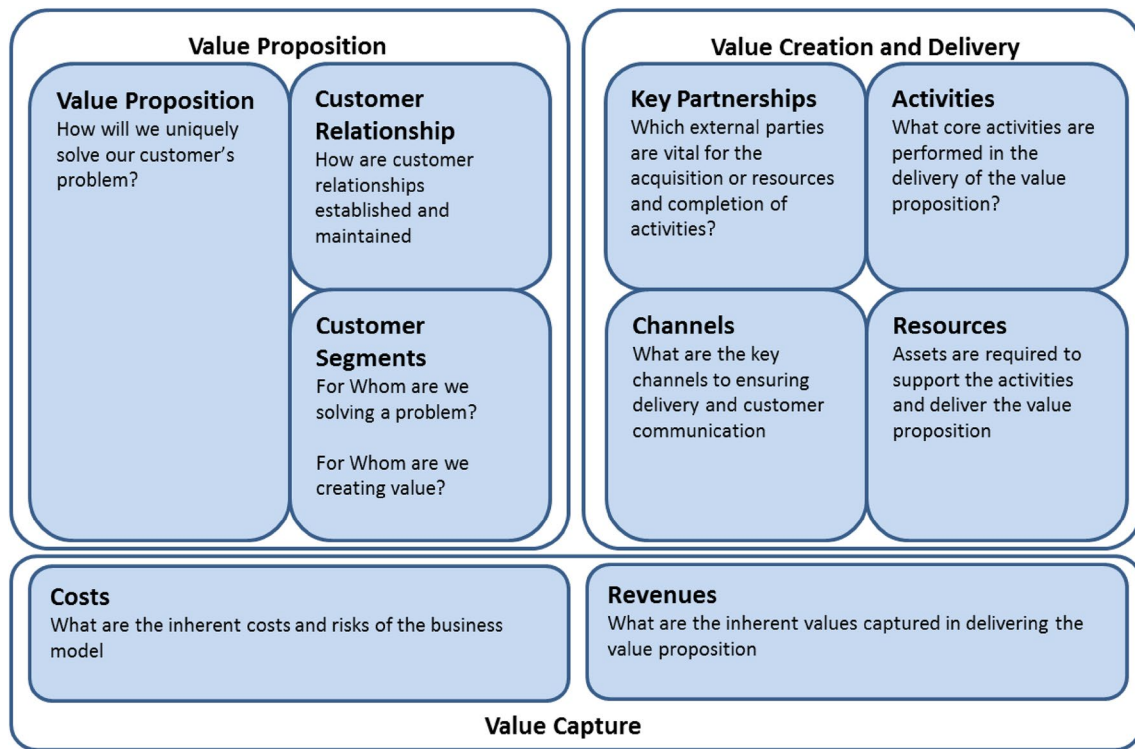 Value Proposition
Value Proposition
How will we uniquely
solve our customer's
problem?
Customer
Relationship
How are customer
relationships
established and
maintained
Customer
Segments
For Whom are we
solving a problem?
For Whom are we
creating value?
Value Creation and Delivery
Key Partnerships
Which external parties
are vital for the
acquisition or resources
and completion of
activities?
Activities
What core activities are
performed in the
delivery of the value
proposition?
Channels
What are the key
channels to ensuring
delivery and customer
communication
Resources
Assets are required to
support the activities
and deliver the value
proposition
Costs
What are the inherent costs and risks of the business
model
Revenues
What are the inherent values captured in delivering the
value proposition
Value Capture